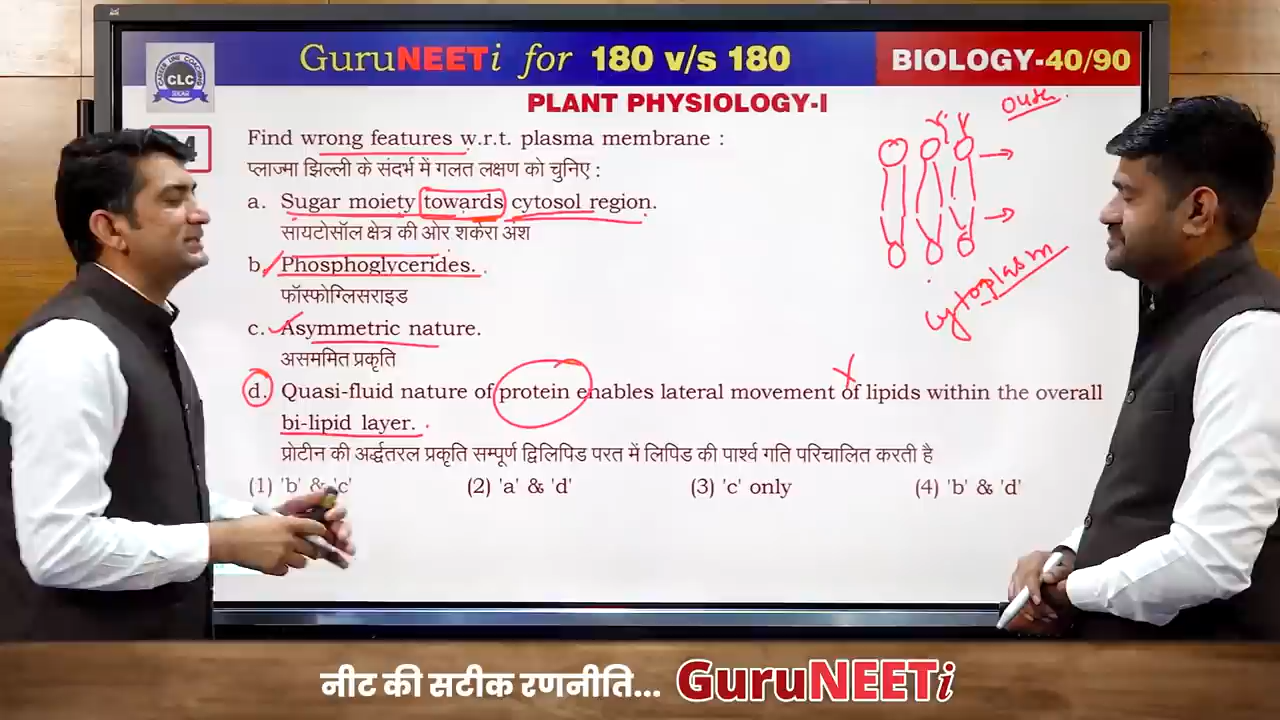 GuruNEETi for 180 v/s 180
BIOLOGY-40/90
CLC
PLANT PHYSIOLOGY-I
Find wrong features w.r.t. plasma membrane :
प्लाज्मा झिल्ली के संदर्भ में गलत लक्षण को चुनिए :
a. Sugar moiety towards cytosol region.
सायटोसॉल क्षेत्र की ओर शर्करा अंश
b. Phosphoglycerides.
फॉस्फोग्लिसराइड
c. Asymmetric nature.
असममित प्रकृति
d. Quasi-fluid nature of protein enables lateral movement of lipids within the overall
bi-lipid layer.
प्रोटीन की अर्द्धतरल प्रकृति सम्पूर्ण द्विलिपिड परत में लिपिड की पार्श्व गति परिचालित करती है
(1) 'b' & 'c' (2) 'a' & 'd' (3) 'c' only (4) 'b' & 'd'
cytoplasm
नीट की सटीक रणनीति... GuruNEETi